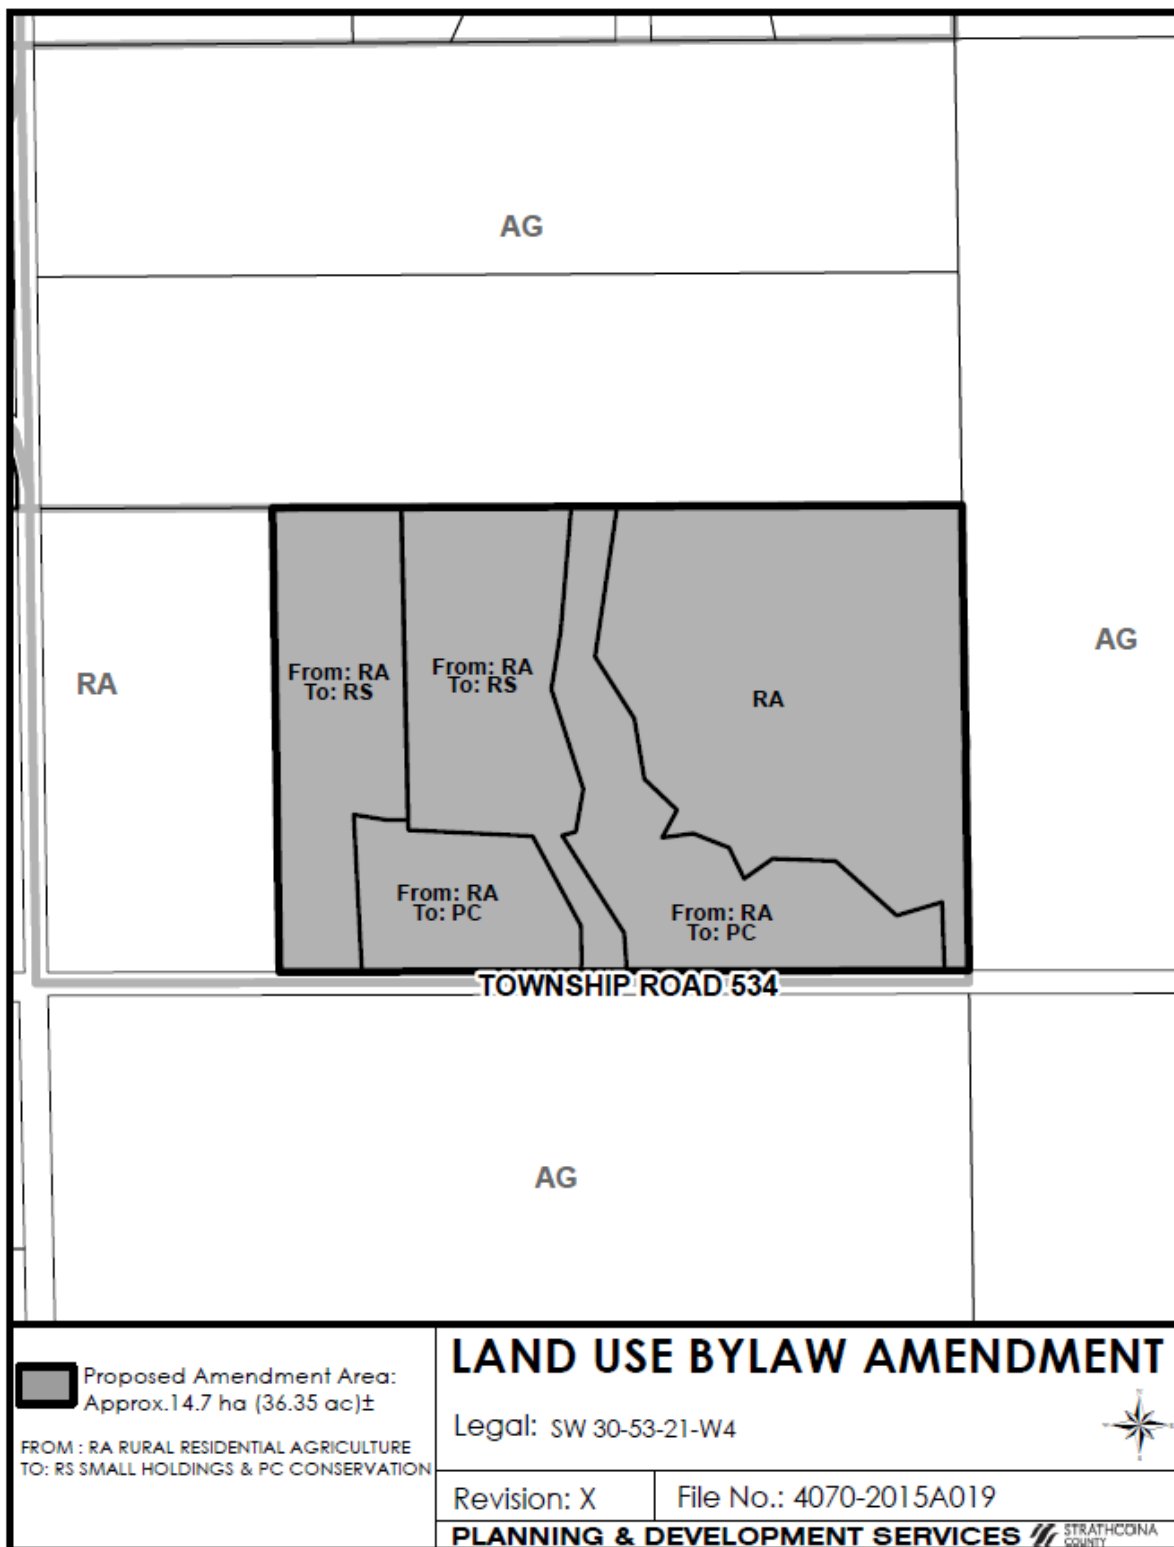 AG
AG
RA
From: RA
To: RS
From: RA
To: RS
RA
From: RA
To: PC
From: RA
To: PC
TOWNSHIP ROAD 534
AG
Proposed Amendment Area:
Approx.14.7 ha (36.35 ac)±
FROM : RA RURAL RESIDENTIAL AGRICULTURE
TO: RS SMALL HOLDINGS & PC CONSERVATION
LAND USE BYLAW AMENDMENT
Legal: SW 30-53-21-W4
Revision: X
File No.: 4070-2015A019
PLANNING & DEVELOPMENT SERVICES
STRATHCONA
COUNTY